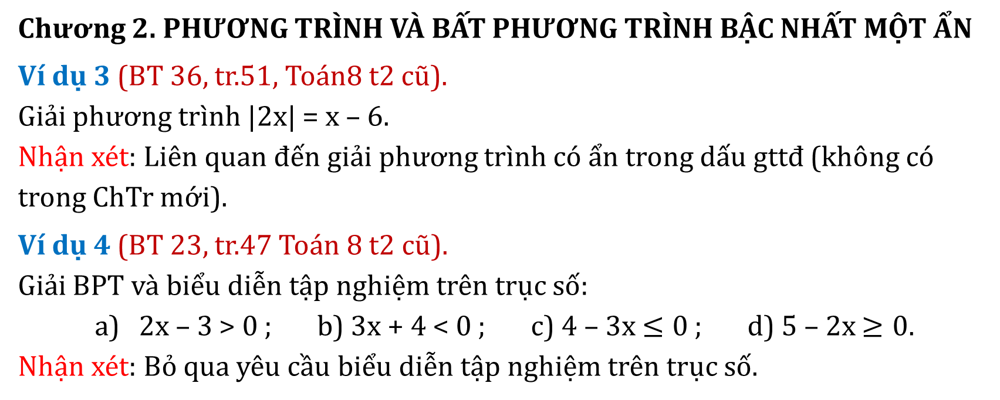 Chương 2. PHƯƠNG TRÌNH VÀ BẤT PHƯƠNG TRÌNH BẬC NHẤT MỘT ẨN
Ví dụ 3 (BT 36, tr.51, Toán8 t2 cũ).
Giải phương trình |2x| = x – 6.
Nhận xét: Liên quan đến giải phương trình có ẩn trong dấu gttđ (không có
trong ChTr mới).
Ví dụ 4 (BT 23, tr.47 Toán 8 t2 cũ).
Giải BPT và biểu diễn tập nghiệm trên trục số:
a) 2x – 3 > 0 ; b) 3x + 4 < 0 ; c) 4 – 3x ≤ 0 ; d) 5 – 2x ≥ 0.
Nhận xét: Bỏ qua yêu cầu biểu diễn tập nghiệm trên trục số.